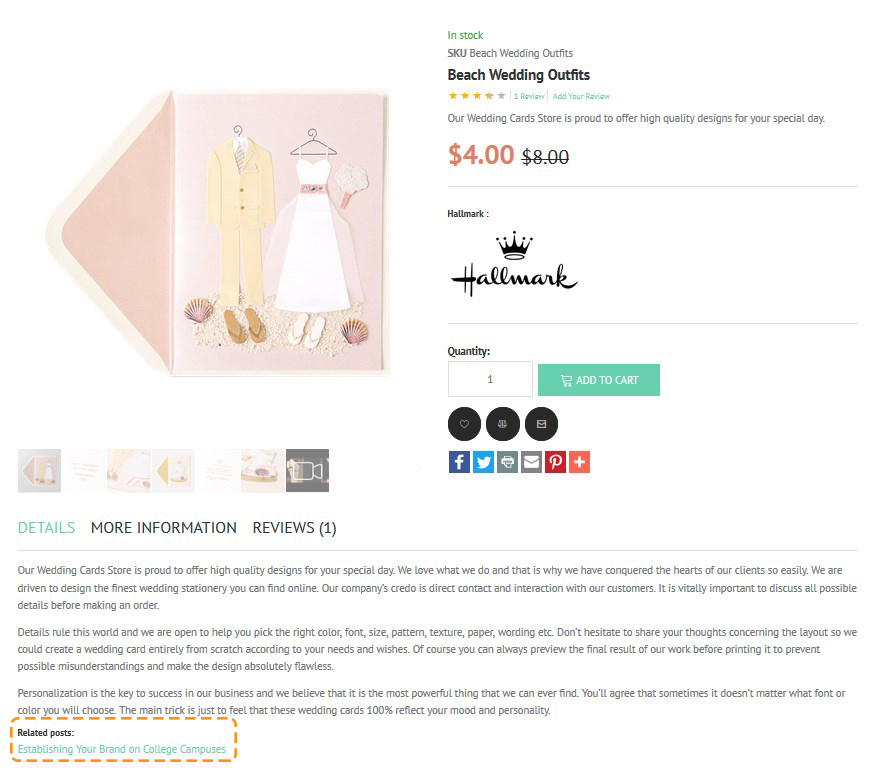 In stock
SKU Beach Wedding Outfits
Beach Wedding Outfits
1 Review Add Your Review
Our Wedding Cards Store is proud to offer high quality designs for your special day.
$4.00 $8.00
Hallmark :
Hallmark
Quantity:
1 ADD TO CART
DETAILS MORE INFORMATION REVIEWS (1)
Our Wedding Cards Store is proud to offer high quality designs for your special day. We love what we do and that is why we have conquered the hearts of our clients so easily. We are
driven to design the finest wedding stationery you can find online. Our company's credo is direct contact and interaction with our customers. It is vitally important to discuss all possible
details before making an order.
Details rule this world and we are open to help you pick the right color, font, size, pattern, texture, paper, wording etc. Don't hesitate to share your thoughts concerning the layout so we
could create a wedding card entirely from scratch according to your needs and wishes. Of course you can always preview the final result of our work before printing it to prevent
possible misunderstandings and make the design absolutely flawless.
Personalization is the key to success in our business and we believe that it is the most powerful thing that we can ever find. You'll agree that sometimes it doesn't matter what font or
color you will choose. The main trick is just to feel that these wedding cards 100% reflect your mood and personality.
Related posts:
Establishing Your Brand on College Campuses